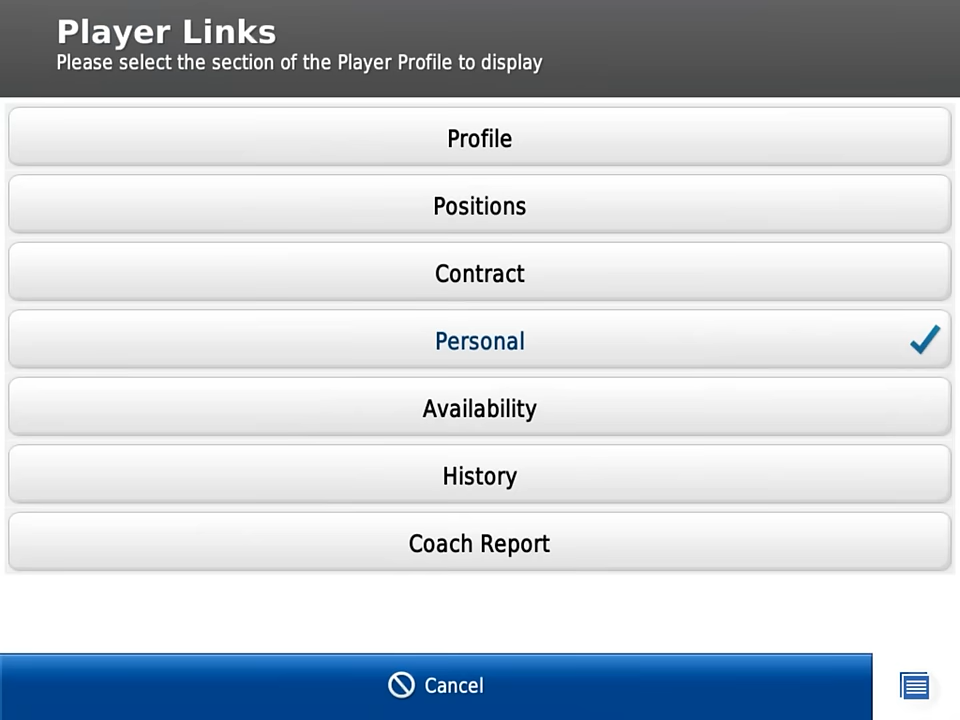 Player Links
Please select the section of the Player Profile to display
Profile
Positions
Contract
Personal
Availability
History
Coach Report
Cancel